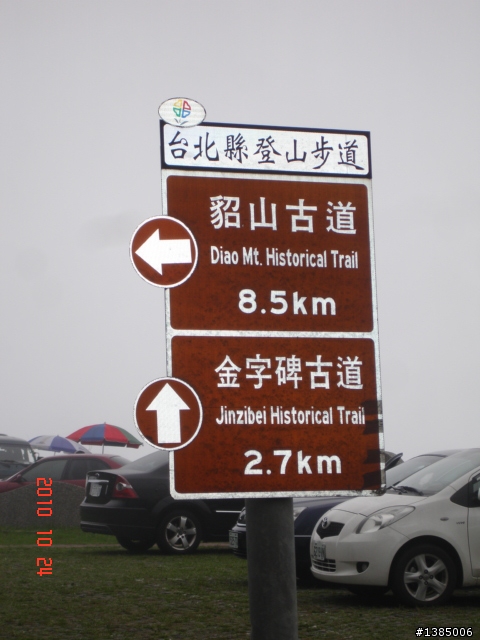 台北縣登山步道
貂山古道
Diao Mt. Historical Trail
8.5km
金字碑古道
Jinzibei Historical Trail
2.7km
2010 10 24
#1385006